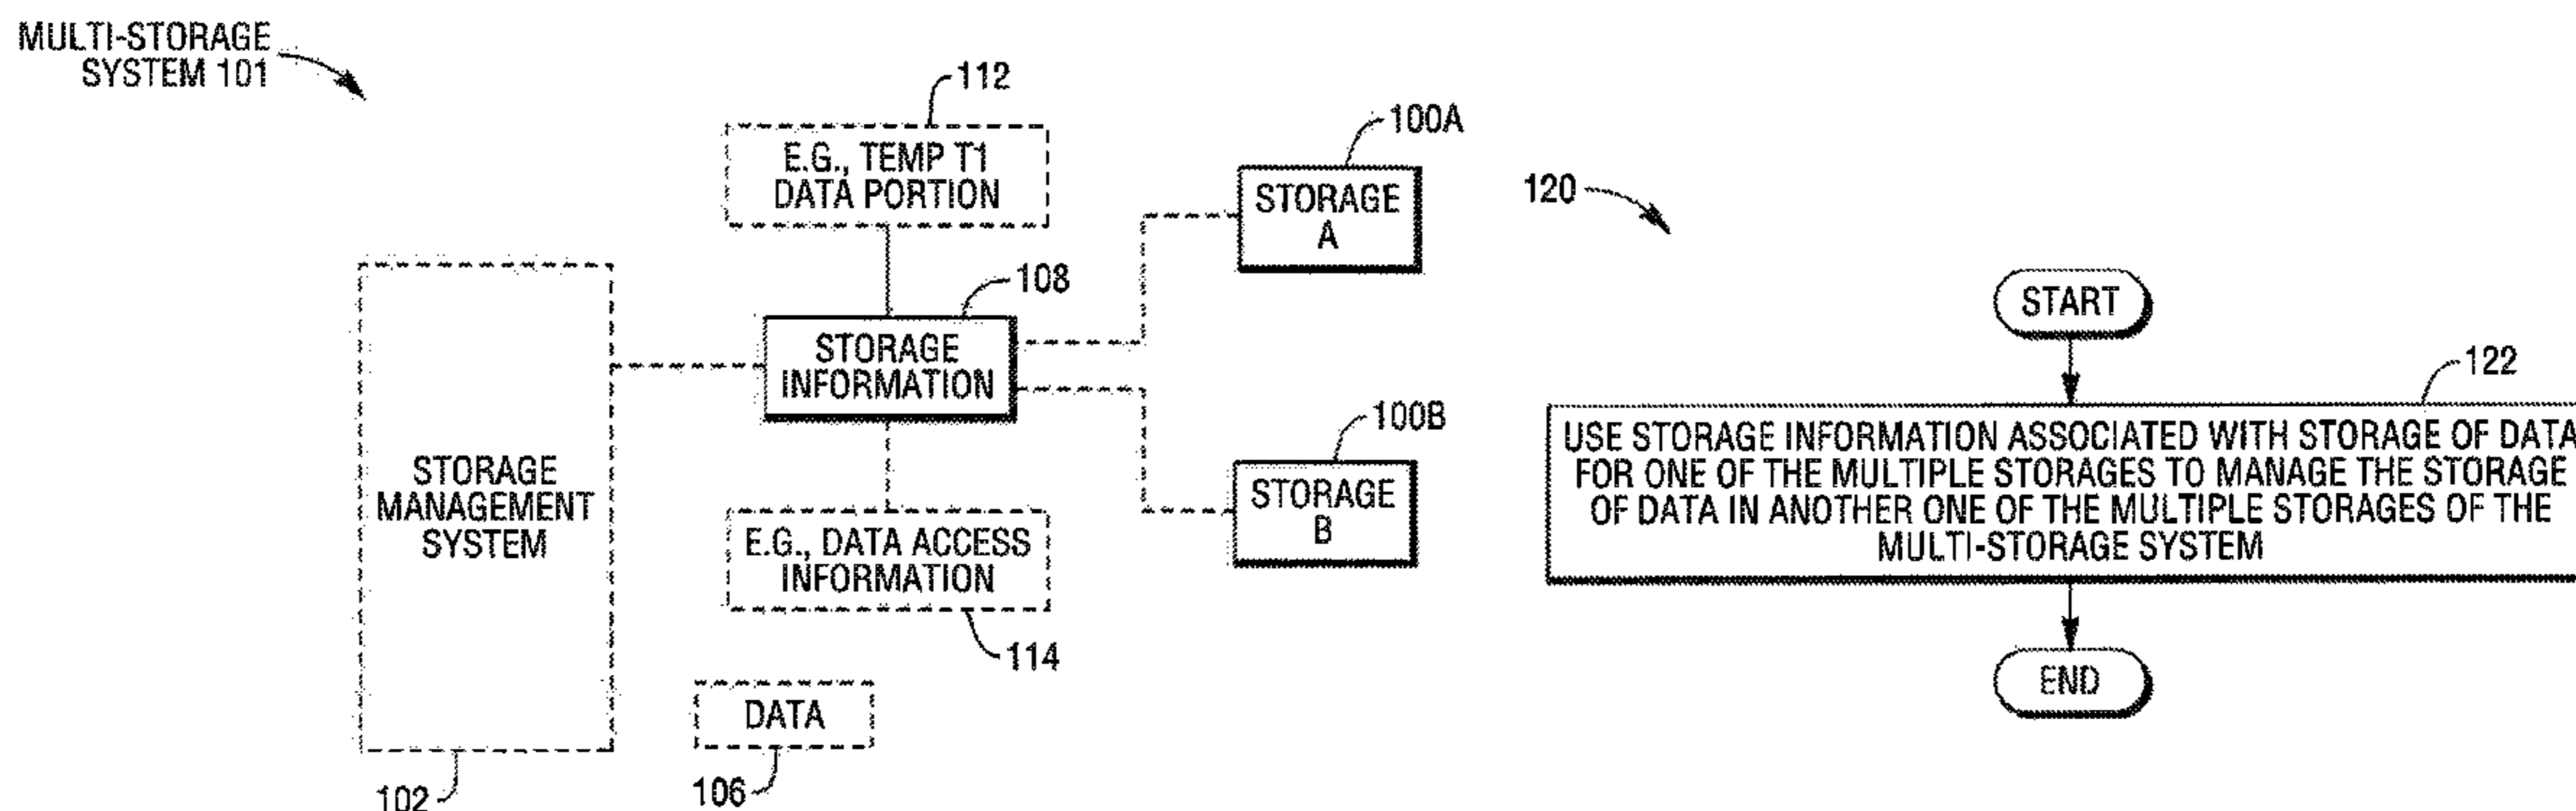 MULTI-STORAGE
SYSTEM 101
112
E.G., TEMP T1
DATA PORTION
108
STORAGE
INFORMATION
100A
STORAGE
A
100B
STORAGE
B
STORAGE
MANAGEMENT
SYSTEM
102
E.G., DATA ACCESS
INFORMATION
114
DATA
106
120
START
122
USE STORAGE INFORMATION ASSOCIATED WITH STORAGE OF DATA
FOR ONE OF THE MULTIPLE STORAGES TO MANAGE THE STORAGE
OF DATA IN ANOTHER ONE OF THE MULTIPLE STORAGES OF THE
MULTI-STORAGE SYSTEM
END